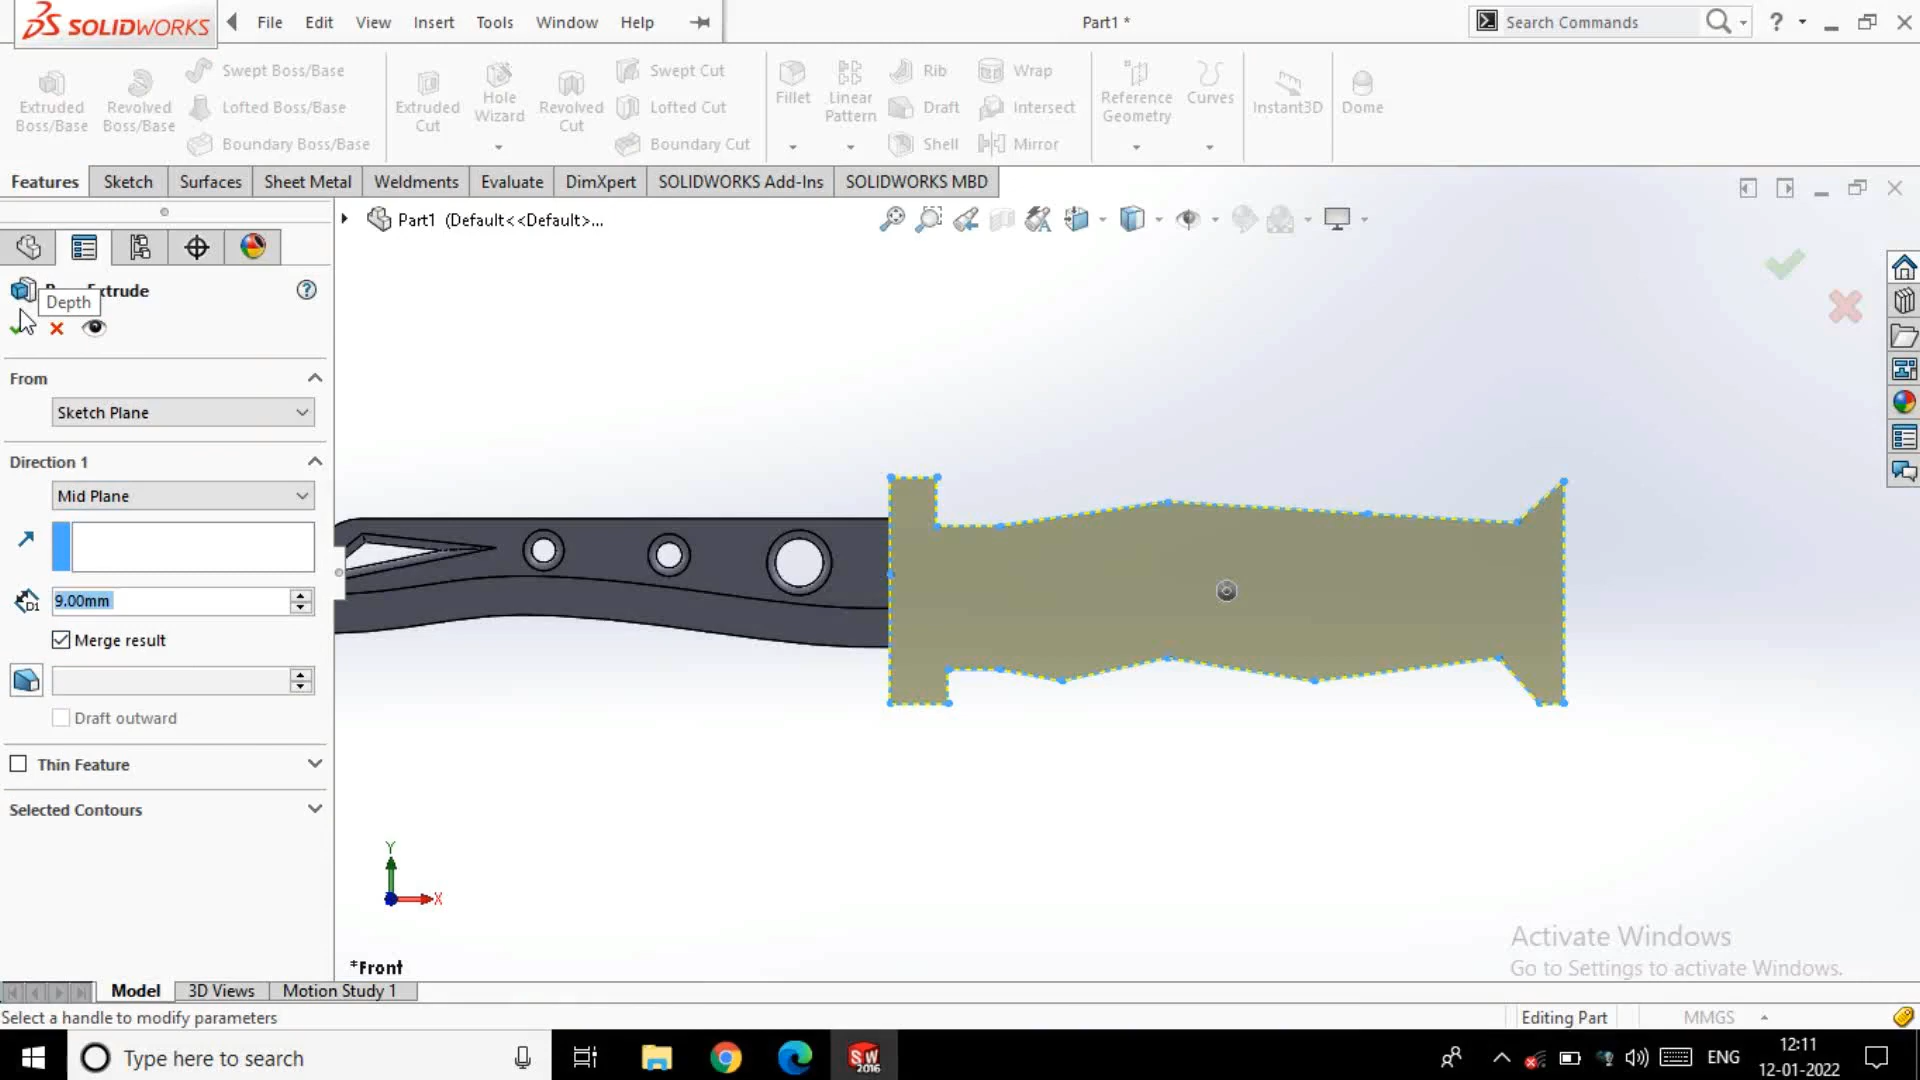 SOLIDWORKS
File Edit View Insert Tools Window Help
Part1 *
Search Commands
?
Extruded Boss/Base
Revolved Boss/Base
Swept Boss/Base
Lofted Boss/Base
Boundary Boss/Base
Extruded Cut
Hole Wizard
Revolved Cut
Swept Cut
Lofted Cut
Boundary Cut
Fillet
Linear Pattern
Rib
Draft
Shell
Wrap
Intersect
Mirror
Reference Geometry
Curves
Instant3D
Dome
Features Sketch Surfaces Sheet Metal Weldments Evaluate DimXpert SOLIDWORKS Add-Ins SOLIDWORKS MBD
Part1 (Default<<Default>...
Extrude
Depth
From
Sketch Plane
Direction 1
Mid Plane
D1
9.00mm
Merge result
Draft outward
Thin Feature
Selected Contours
Y
X
*Front
Activate Windows
Go to Settings to activate Windows.
Model 3D Views Motion Study 1
Select a handle to modify parameters
Editing Part
MMGS
Type here to search
SW
2016
ENG
12:11
12-01-2022